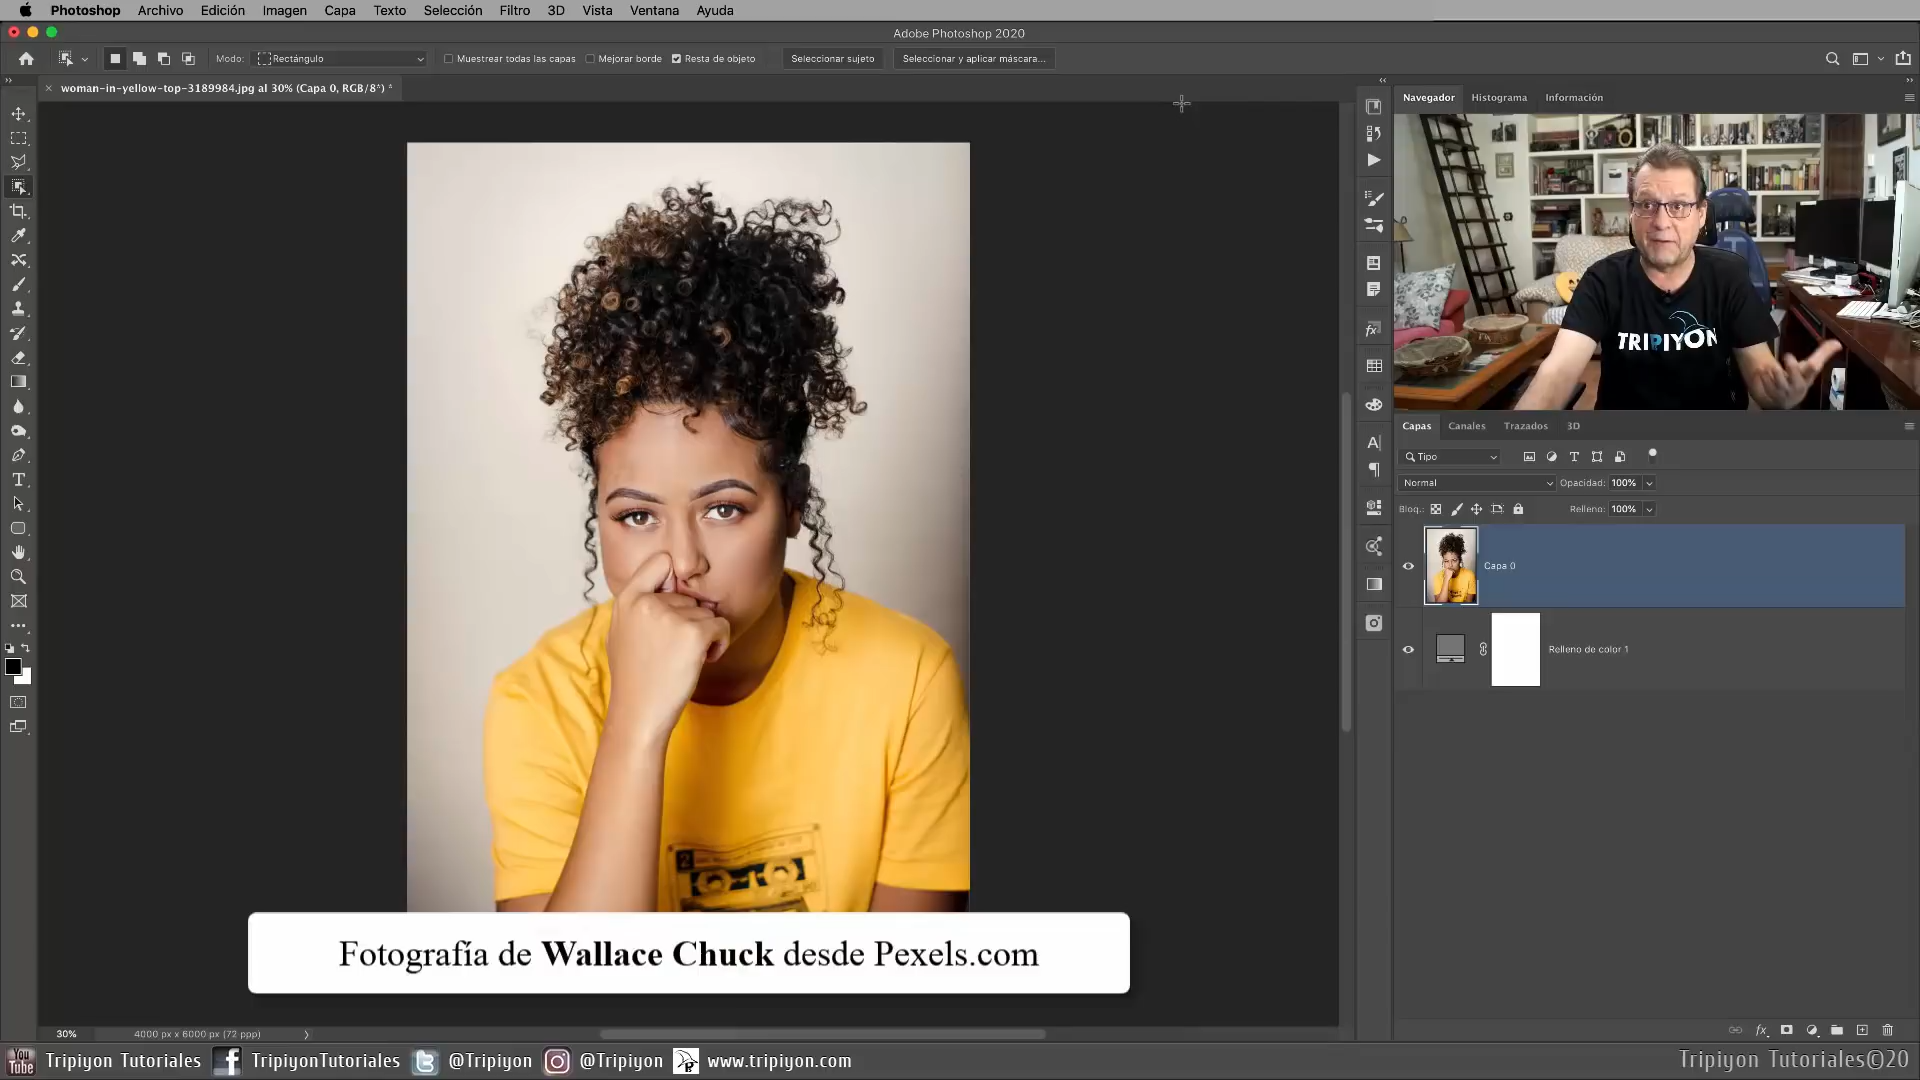 Photoshop Archivo Edición Imagen Capa Texto Selección Filtro 3D Vista Ventana Ayuda
Adobe Photoshop 2020
Modo: Rectángulo Muestrear todas las capas Mejorar borde Resta de objeto Seleccionar sujeto Seleccionar y aplicar máscara...
woman-in-yellow-top-3189984.jpg al 30% (Capa 0, RGB/8*) *
Navegador Histograma Información
TRIPIYON
Capas Canales Trazados 3D
Tipo
Normal Opacidad: 100%
Bloq.: Relleno: 100%
Capa 0
Relleno de color 1
2
Fotografía de Wallace Chuck desde Pexels.com
30% 4000 px x 6000 px (72 ppp)
You Tube Tripiyon Tutoriales TripiyonTutoriales @Tripiyon @Tripiyon www.tripiyon.com Tripiyon Tutoriales©20